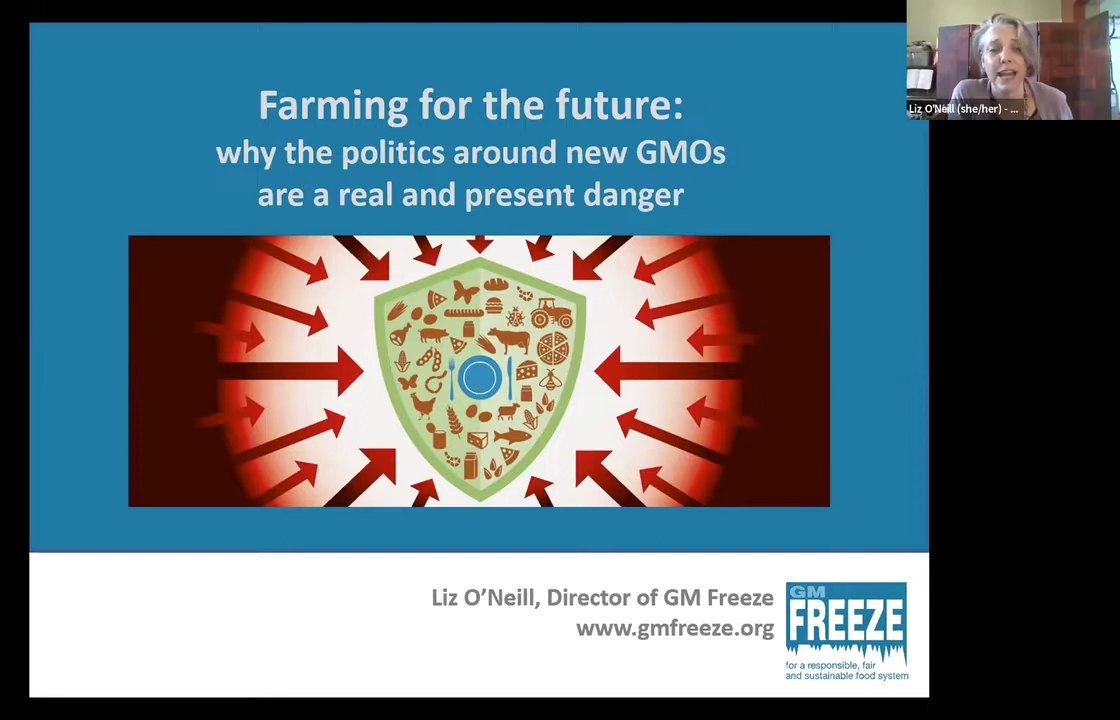 Farming for the future:
why the politics around new GMOs
are a real and present danger
Liz O'Neill (she/her) - ...
Liz O’Neill, Director of GM Freeze
www.gmfreeze.org
GM
FREEZE
for a responsible, fair
and sustainable food system